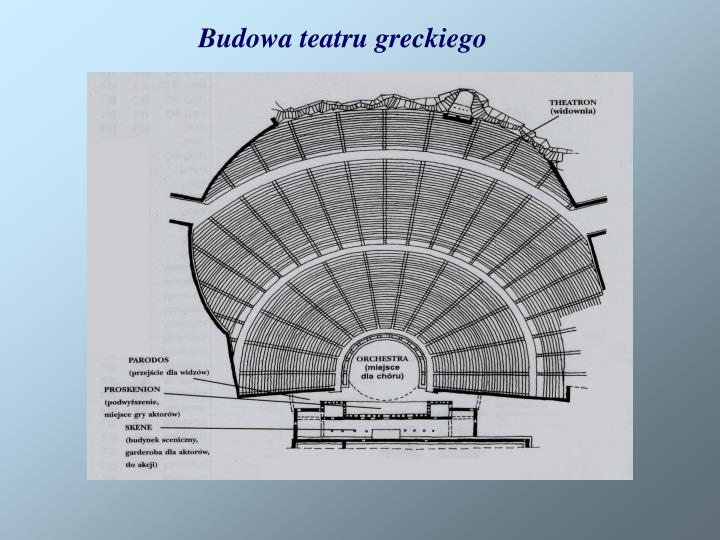 Budowa teatru greckiego
THEATRON
(widownia)
ORCHESTRA
(miejsce
dla chóru)
PARODOS
(przejście dla widzów)
PROSKENION
(podwyższenie,
miejsce gry aktorów)
SKENE
(budynek sceniczny,
garderoba dla aktorów,
tło akcji)